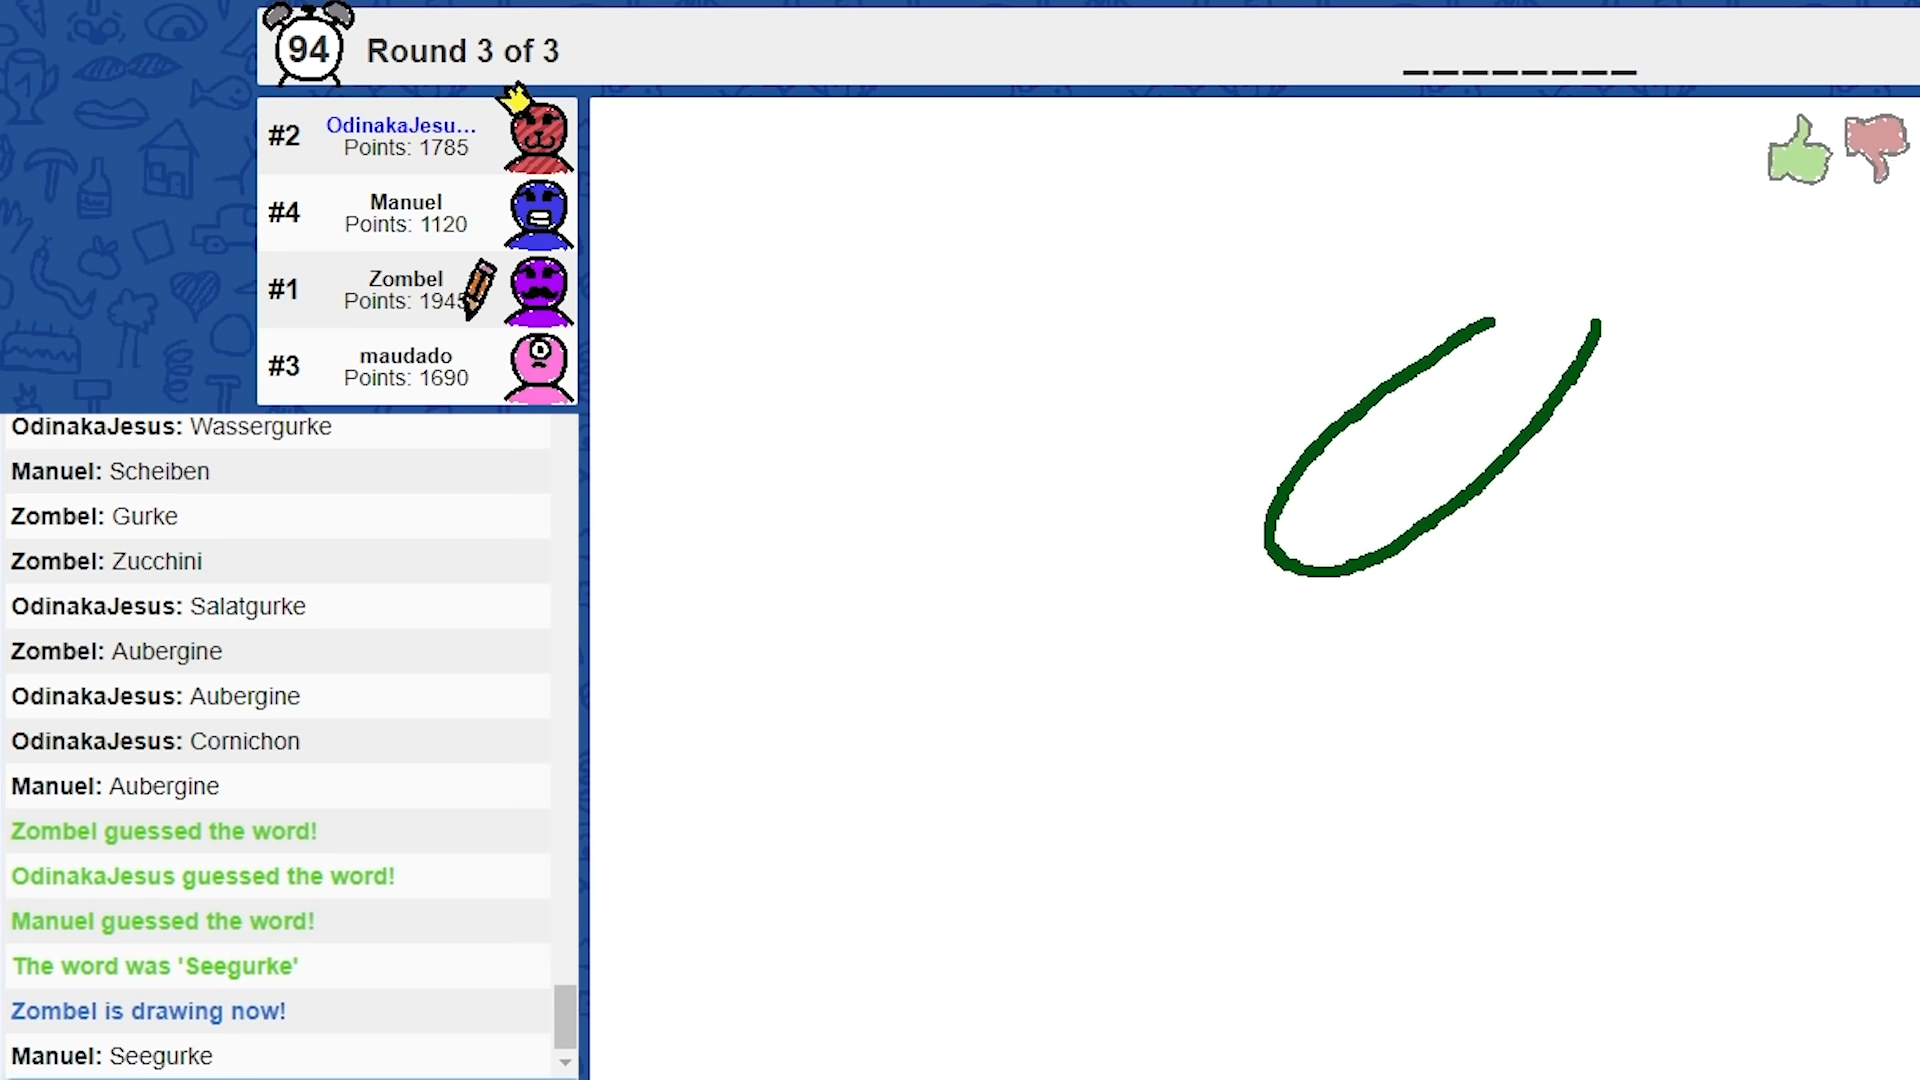 94
Round 3 of 3
________
#2
OdinakaJesu...
Points: 1785
#4
Manuel
Points: 1120
#1
Zombel
Points: 1945
#3
maudado
Points: 1690
OdinakaJesus: Wassergurke
Manuel: Scheiben
Zombel: Gurke
Zombel: Zucchini
OdinakaJesus: Salatgurke
Zombel: Aubergine
OdinakaJesus: Aubergine
OdinakaJesus: Cornichon
Manuel: Aubergine
Zombel guessed the word!
OdinakaJesus guessed the word!
Manuel guessed the word!
The word was 'Seegurke'
Zombel is drawing now!
Manuel: Seegurke